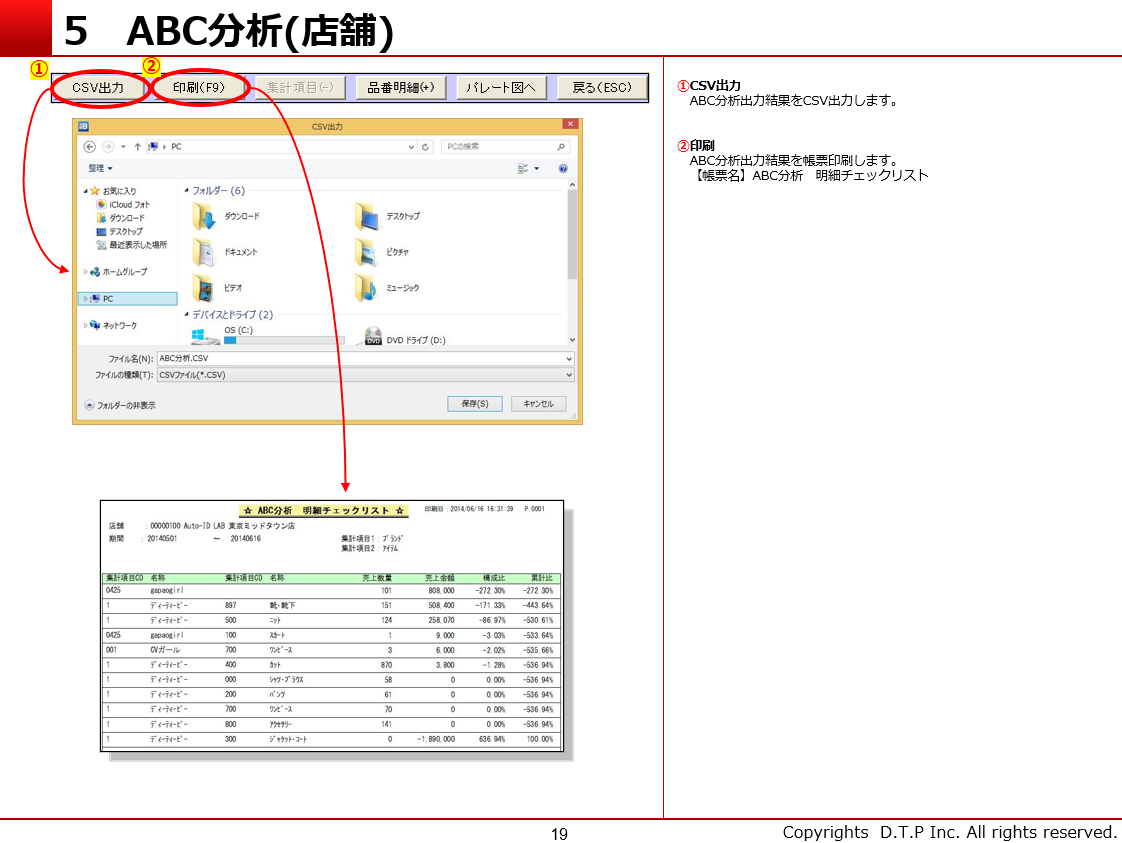 5 ABC分析(店舗)
① ②
CSV出力 印刷(F9) 集計項目(-) 品番明細(+) パレート図へ 戻る(ESC)
CSV出力
PC PCの検索
整理
お気に入り
iCloud フォト
ダウンロード
デスクトップ
最近表示した場所
ホームグループ
PC
ネットワーク
フォルダー (6)
ダウンロード デスクトップ
ドキュメント ピクチャ
ビデオ ミュージック
デバイスとドライブ (2)
OS (C:) DVD ドライブ (D:)
ファイル名(N): ABC分析.CSV
ファイルの種類(T): CSVファイル(*.CSV)
フォルダーの非表示 保存(S) キャンセル
☆ ABC分析 明細チェックリスト ☆ 印刷日:2014/06/16 16:31:39 P.0001
店舗 :00000100 Auto-ID LAB 東京ミッドタウン店
期間 :20140501 ~ 20140616 集計項目1:ブランド
集計項目2:アイテム
集計項目CD 名称 集計項目CD 名称 売上数量 売上金額 構成比 累計比
0425 gapaogirl 101 808,000 -272.30% -272.30%
1 ディーティーピー 897 靴・靴下 151 508,400 -171.33% -443.64%
1 ディーティーピー 500 ニット 124 258,070 -86.97% -530.61%
0425 gapaogirl 100 スカート 1 9,000 -3.03% -533.64%
001 CVガール 700 ワンピース 3 6,000 -2.02% -535.66%
1 ディーティーピー 400 カット 870 3,800 -1.28% -536.94%
1 ディーティーピー 000 シャツ・ブラウス 58 0 0.00% -536.94%
1 ディーティーピー 200 パンツ 61 0 0.00% -536.94%
1 ディーティーピー 700 ワンピース 70 0 0.00% -536.94%
1 ディーティーピー 800 アクセサリー 141 0 0.00% -536.94%
1 ディーティーピー 300 ジャケット・コート 0 -1,890,000 636.94% 100.00%
①CSV出力
ABC分析出力結果をCSV出力します。
②印刷
ABC分析出力結果を帳票印刷します。
【帳票名】ABC分析 明細チェックリスト
19
Copyrights D.T.P Inc. All rights reserved.